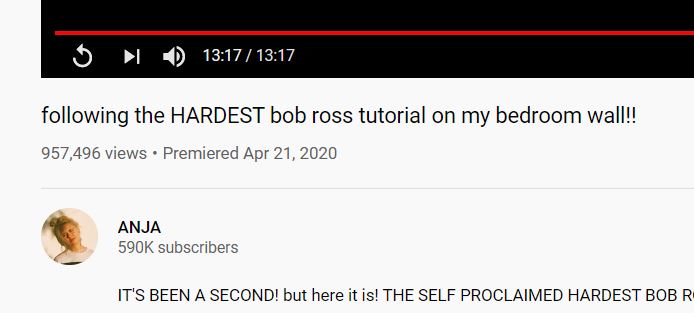 13:17 / 13:17
following the HARDEST bob ross tutorial on my bedroom wall!!
957,496 views • Premiered Apr 21, 2020
ANJA
590K subscribers
IT'S BEEN A SECOND! but here it is! THE SELF PROCLAIMED HARDEST BOB